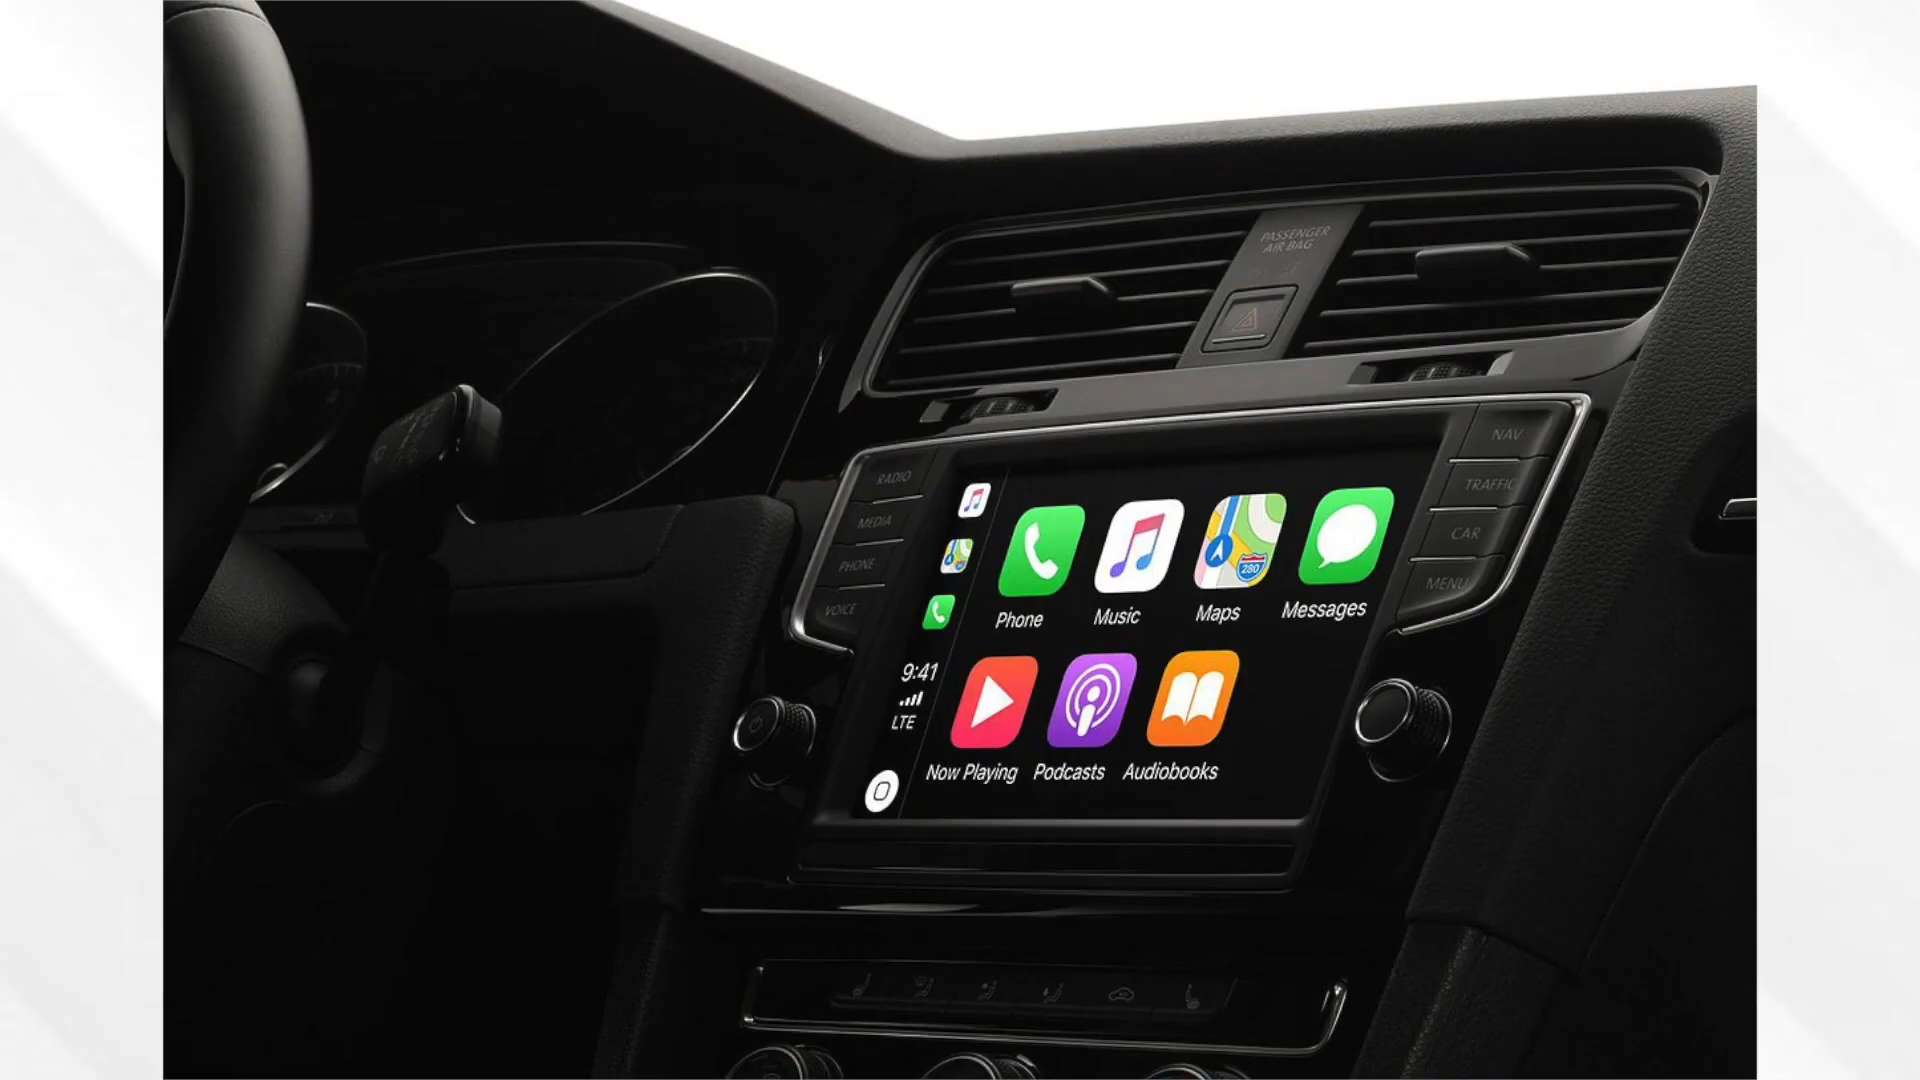 PASSENGER
AIR BAG
RADIO
MEDIA
PHONE
VOICE
NAV
TRAFFIC
CAR
MENU
280
Phone
Music
Maps
Messages
9:41
LTE
Now Playing
Podcasts
Audiobooks